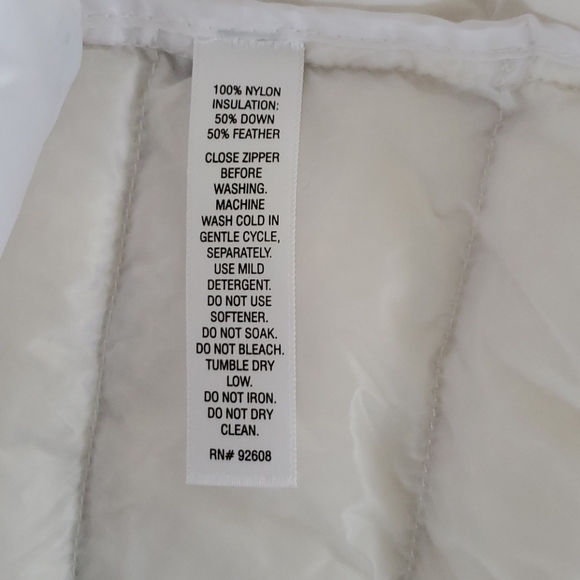 100% NYLON
INSULATION:
50% DOWN
50% FEATHER
CLOSE ZIPPER
BEFORE
WASHING.
MACHINE
WASH COLD IN
GENTLE CYCLE,
SEPARATELY.
USE MILD
DETERGENT.
DO NOT USE
SOFTENER.
DO NOT SOAK.
DO NOT BLEACH.
TUMBLE DRY
LOW.
DO NOT IRON.
DO NOT DRY
CLEAN.
RN# 92608